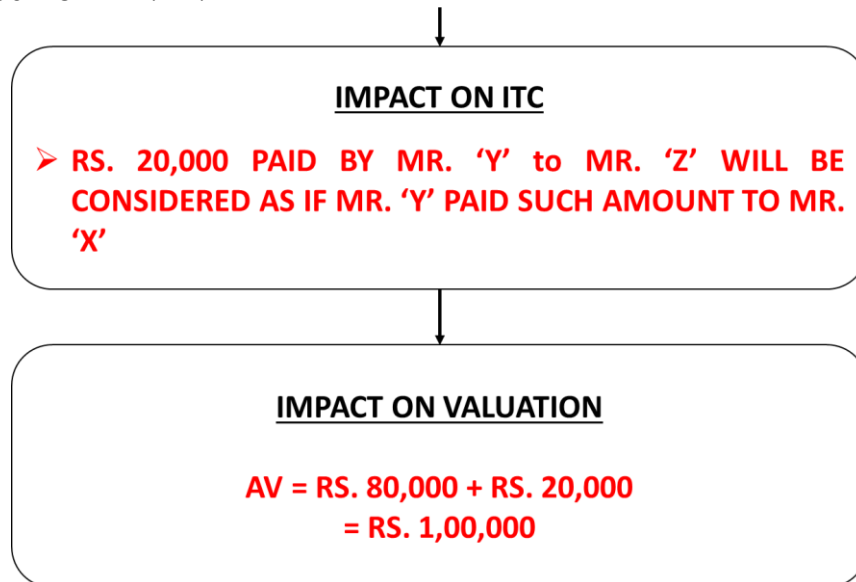 IMPACT ON ITC
➢ RS. 20,000 PAID BY MR. ‘Y’ to MR. ‘Z’ WILL BE
CONSIDERED AS IF MR. ‘Y’ PAID SUCH AMOUNT TO MR.
‘X’
IMPACT ON VALUATION
AV = RS. 80,000 + RS. 20,000
= RS. 1,00,000